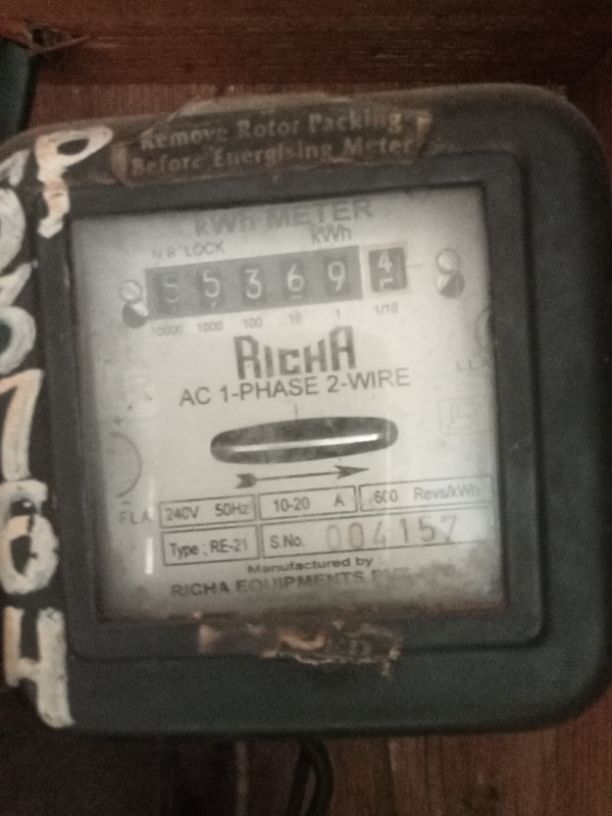 Remove Rotor Packing
Before Energising Meter
kWh METER
N R LOCK kWh
5 5 3 6 9 4
10000 1000 100 10 1 1/10
RICHA
AC 1-PHASE 2-WIRE
240V 50Hz 10-20 A 600 Revs/kWh
Type : RE-21 S.No. 004157
Manufactured by
RICHA EQUIPMENTS